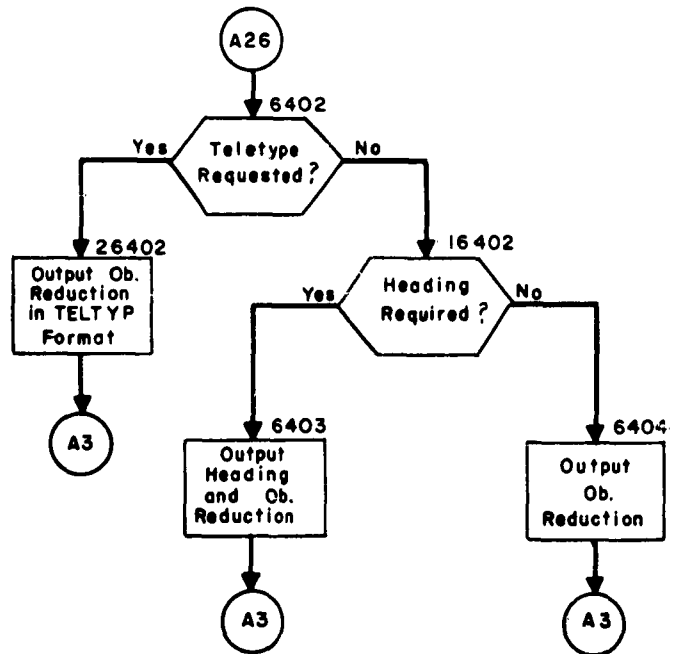 A26
6402
Yes
Teletype
Requested?
No
26402
Output Ob.
Reduction
in TELTYP
Format
A3
16402
Yes
Heading
Required?
No
6403
Output
Heading
and Ob.
Reduction
A3
6404
Output
Ob.
Reduction
A3